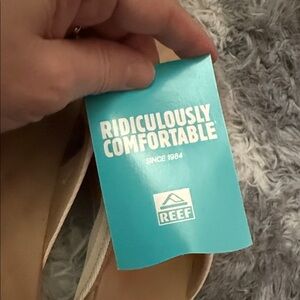 RIDICULOUSLY
COMFORTABLE
SINCE 1984
REEF